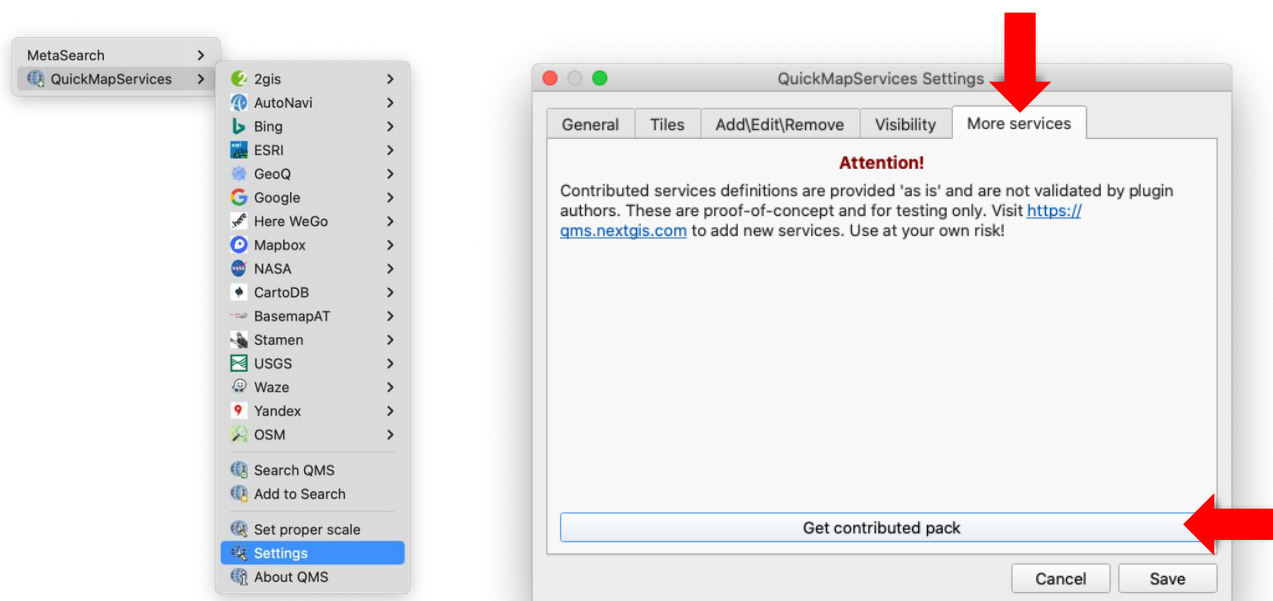 MetaSearch
QuickMapServices
2gis
AutoNavi
Bing
ESRI
GeoQ
Google
Here WeGo
Mapbox
NASA
CartoDB
BasemapAT
Stamen
USGS
Waze
Yandex
OSM
Search QMS
Add to Search
Set proper scale
Settings
About QMS
QuickMapServices Settings
General Tiles Add\Edit\Remove Visibility More services
Attention!
Contributed services definitions are provided 'as is' and are not validated by plugin
authors. These are proof-of-concept and for testing only. Visit https://
qms.nextgis.com to add new services. Use at your own risk!
Get contributed pack
Cancel Save